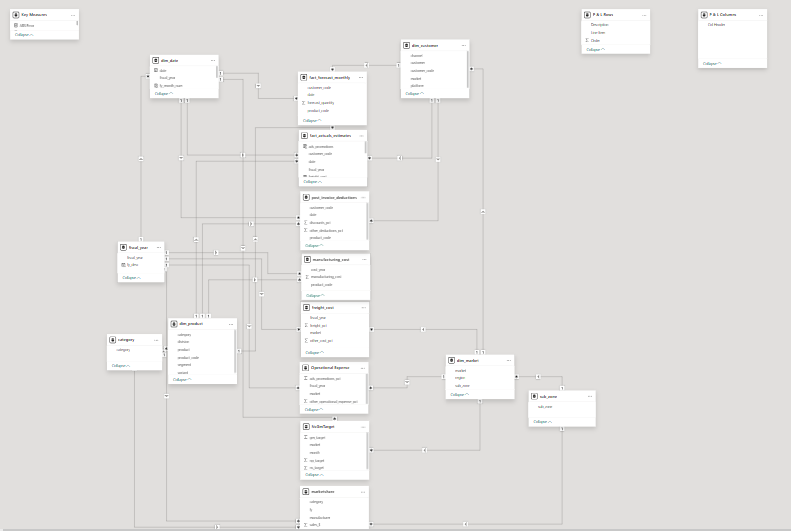 Key Measures
Collapse ^
dim_date
date
fiscal_year
fy_month_num
Collapse ^
fact_forecast_monthly
customer_code
date
forecast_quantity
product_code
Collapse ^
dim_customer
channel
customer
customer_code
market
platform
Collapse ^
P & L Rows
Description
Line Item
Order
Collapse ^
P & L Columns
Col Header
Collapse ^
fact_actuals_estimates
customer_code
date
fiscal_year
Collapse ^
post_invoice_deductions
customer_code
date
discounts_pct
other_deductions_pct
product_code
Collapse ^
fiscal_year
fiscal_year
fy_desc
Collapse ^
manufacturing_cost
cost_year
manufacturing_cost
product_code
Collapse ^
freight_cost
fiscal_year
freight_pct
market
other_cost_pct
Collapse ^
category
category
Collapse ^
dim_product
category
division
product
product_code
segment
variant
Collapse ^
Operational Expense
ads_promotions_pct
fiscal_year
market
other_operational_expense_pct
Collapse ^
dim_market
market
region
sub_zone
Collapse ^
sub_zone
sub_zone
Collapse ^
NsGmTarget
gm_target
market
month
np_target
ns_target
Collapse ^
marketshare
category
fy
manufacturer
sales_$